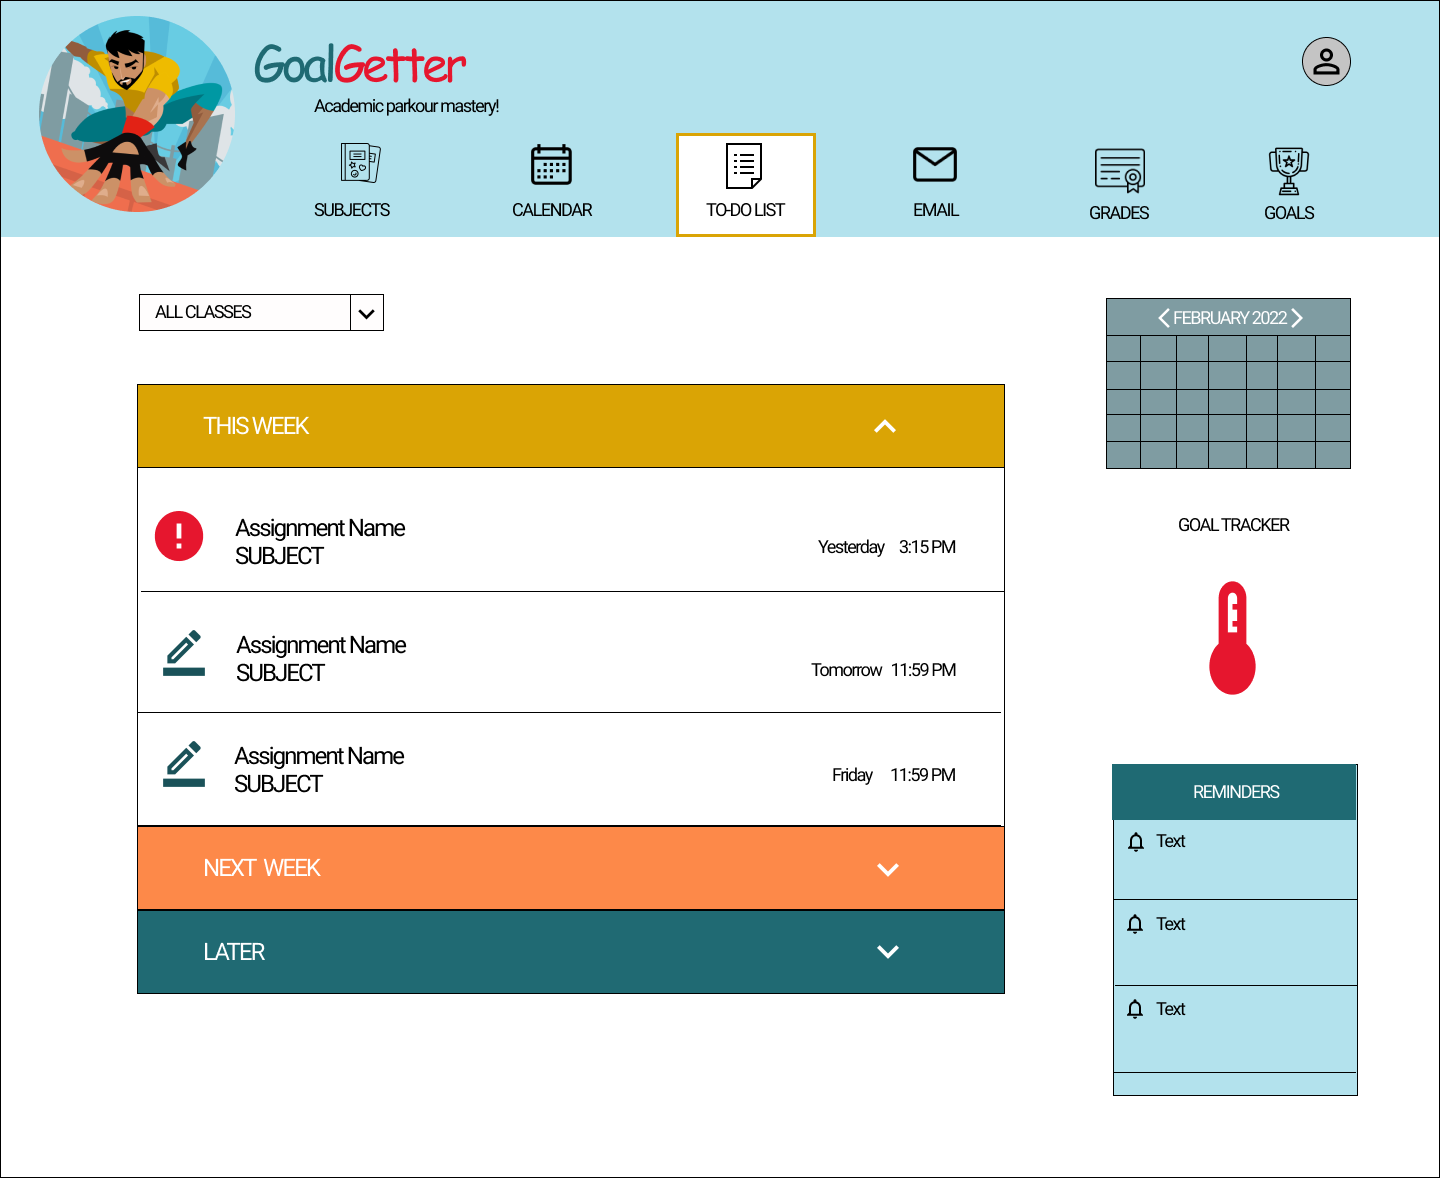 GoalGetter
Academic parkour mastery!
SUBJECTS
CALENDAR
TO-DO LIST
EMAIL
GRADES
GOALS
ALL CLASSES
THIS WEEK
Assignment Name
SUBJECT
Yesterday 3:15 PM
Assignment Name
SUBJECT
Tomorrow 11:59 PM
Assignment Name
SUBJECT
Friday 11:59 PM
NEXT WEEK
LATER
FEBRUARY 2022
GOAL TRACKER
REMINDERS
Text
Text
Text